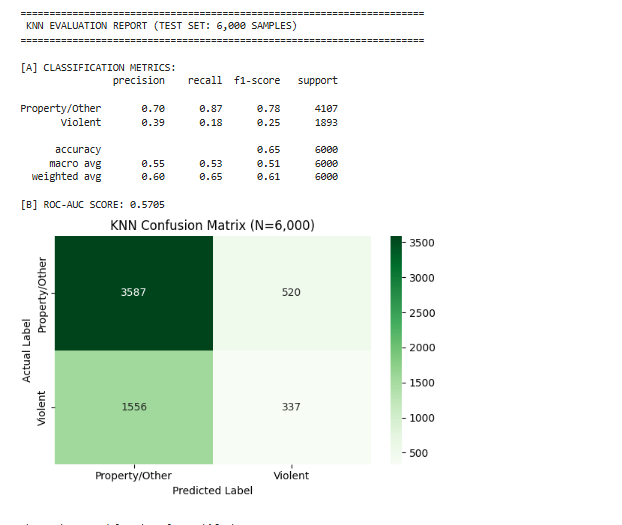 KNN EVALUATION REPORT (TEST SET: 6,000 SAMPLES)
[A] CLASSIFICATION METRICS:
precision recall f1-score support
Property/Other 0.70 0.87 0.78 4107
Violent 0.39 0.18 0.25 1893
accuracy 0.65 6000
macro avg 0.55 0.53 0.51 6000
weighted avg 0.60 0.65 0.61 6000
[B] ROC-AUC SCORE: 0.5705
KNN Confusion Matrix (N=6,000)
Actual Label
Property/Other
3587 520
Violent
1556 337
Property/Other Violent
Predicted Label
3500
3000
2500
2000
1500
1000
500